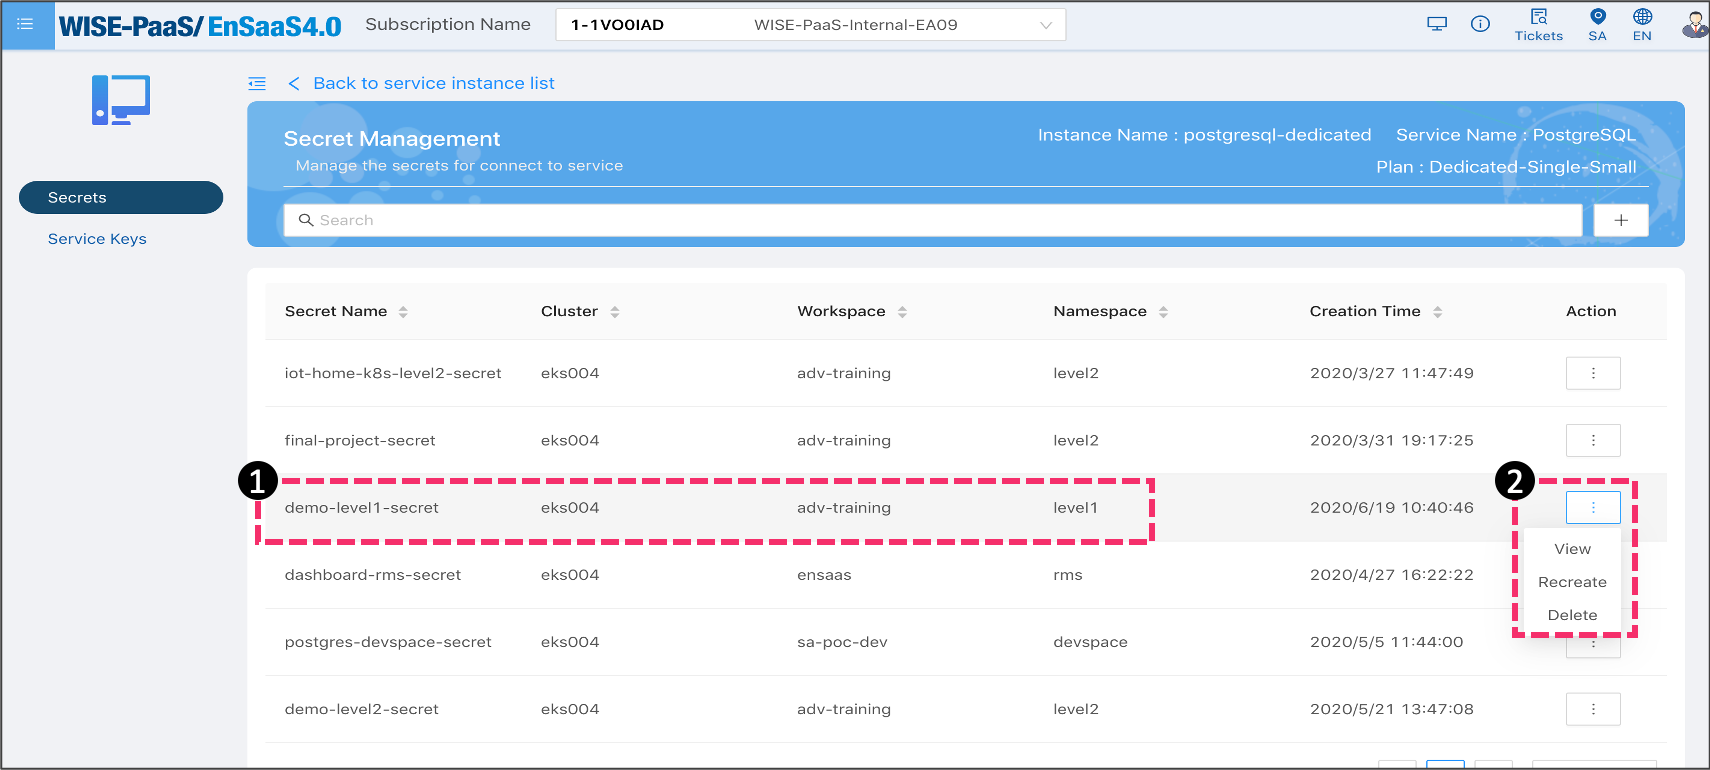 WISE-PaaS/ EnSaaS4.0 Subscription Name 1-1VO0IAD WISE-PaaS-Internal-EA09 Tickets SA EN
Back to service instance list
Secret Management Instance Name : postgresql-dedicated Service Name : PostgreSQL
Manage the secrets for connect to service Plan : Dedicated-Single-Small
Secrets
Search +
Service Keys
Secret Name Cluster Workspace Namespace Creation Time Action
iot-home-k8s-level2-secret eks004 adv-training level2 2020/3/27 11:47:49
final-project-secret eks004 adv-training level2 2020/3/31 19:17:25
1 2
demo-level1-secret eks004 adv-training level1 2020/6/19 10:40:46
View
Recreate
Delete
dashboard-rms-secret eks004 ensaas rms 2020/4/27 16:22:22
postgres-devspace-secret eks004 sa-poc-dev devspace 2020/5/5 11:44:00
demo-level2-secret eks004 adv-training level2 2020/5/21 13:47:08